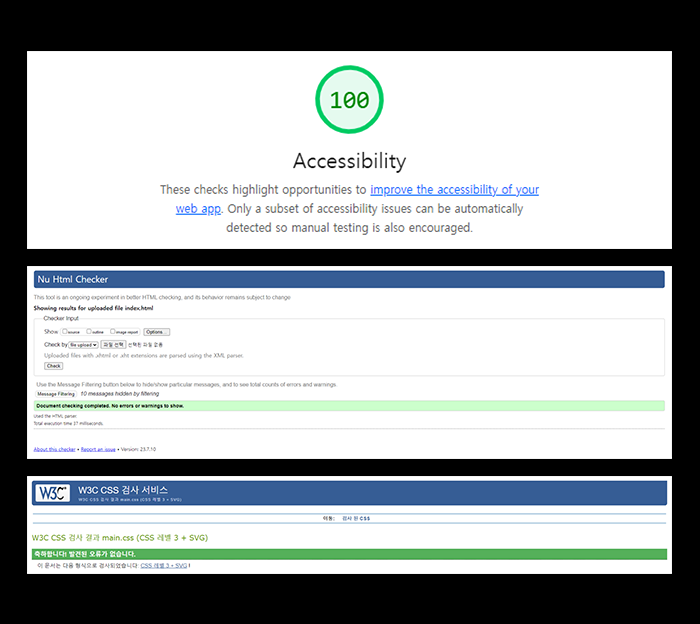 100
Accessibility
These checks highlight opportunities to improve the accessibility of your
web app. Only a subset of accessibility issues can be automatically
detected so manual testing is also encouraged.
Nu Html Checker
This tool is an ongoing experiment in better HTML checking, and its behavior remains subject to change
Showing results for uploaded file index.html
Checker Input
Show source outline image report Options...
Check by file upload 파일 선택 선택된 파일 없음
Uploaded files with .xhtml or .xht extensions are parsed using the XML parser.
Check
Use the Message Filtering button below to hide/show particular messages, and to see total counts of errors and warnings.
Message Filtering 10 messages hidden by filtering
Document checking completed. No errors or warnings to show.
Used the HTML parser.
Total execution time 37 milliseconds.
About this checker • Report an issue • Version: 23.7.10
W3C W3C CSS 검사 서비스
W3C CSS 검사 결과 main.css (CSS 레벨 3 + SVG)
이동: 검사 된 CSS
W3C CSS 검사 결과 main.css (CSS 레벨 3 + SVG)
축하합니다! 발견된 오류가 없습니다.
이 문서는 다음 형식으로 검사되었습니다: CSS 레벨 3 + SVG !